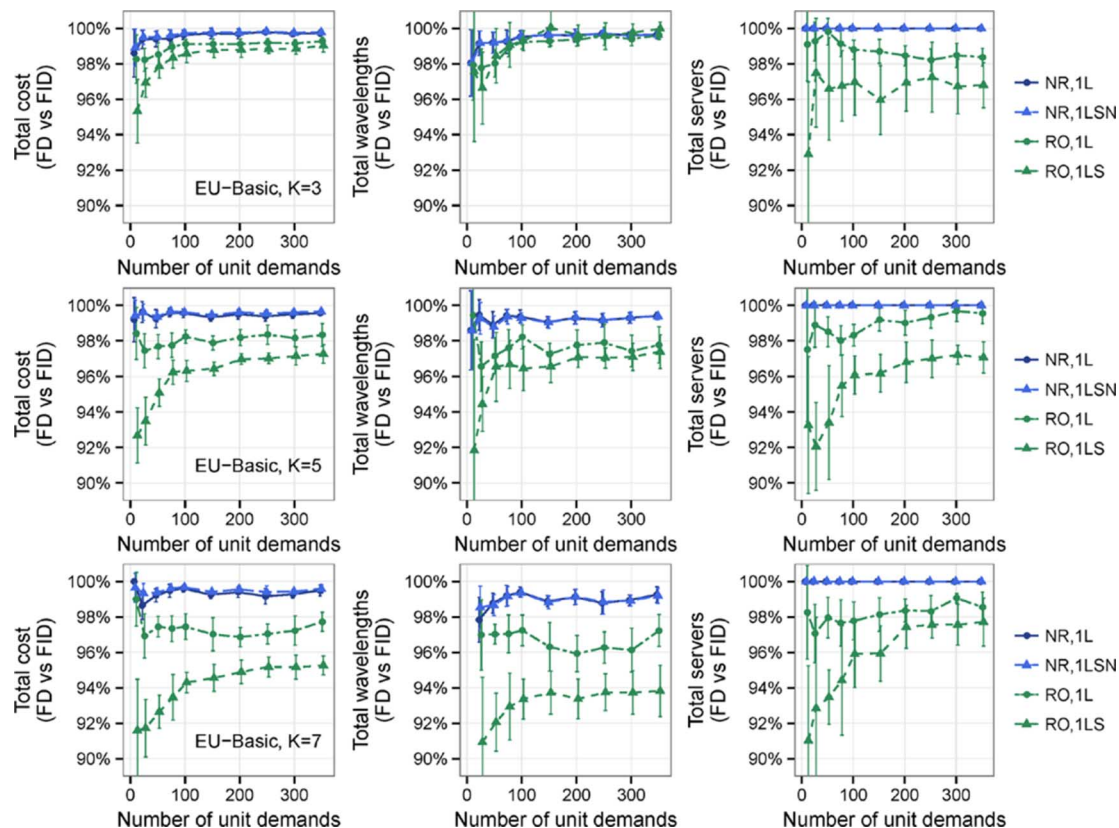 Total cost
(FD vs FID)
100%
98%
96%
94%
92%
90%
EU−Basic, K=3
0 100 200 300
Number of unit demands
Total wavelengths
(FD vs FID)
100%
98%
96%
94%
92%
90%
0 100 200 300
Number of unit demands
Total servers
(FD vs FID)
100%
98%
96%
94%
92%
90%
0 100 200 300
Number of unit demands
NR,1L
NR,1LSN
RO,1L
RO,1LS
Total cost
(FD vs FID)
100%
98%
96%
94%
92%
90%
EU−Basic, K=5
0 100 200 300
Number of unit demands
Total wavelengths
(FD vs FID)
100%
98%
96%
94%
92%
90%
0 100 200 300
Number of unit demands
Total servers
(FD vs FID)
100%
98%
96%
94%
92%
90%
0 100 200 300
Number of unit demands
NR,1L
NR,1LSN
RO,1L
RO,1LS
Total cost
(FD vs FID)
100%
98%
96%
94%
92%
90%
EU−Basic, K=7
0 100 200 300
Number of unit demands
Total wavelengths
(FD vs FID)
100%
98%
96%
94%
92%
90%
0 100 200 300
Number of unit demands
Total servers
(FD vs FID)
100%
98%
96%
94%
92%
90%
0 100 200 300
Number of unit demands
NR,1L
NR,1LSN
RO,1L
RO,1LS